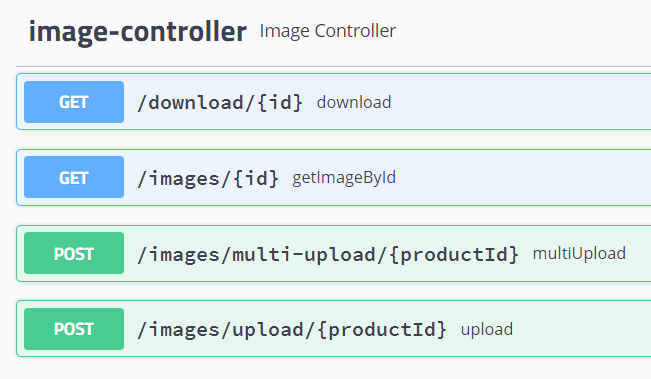 image-controller Image Controller
GET /download/{id} download
GET /images/{id} getImageById
POST /images/multi-upload/{productId} multiUpload
POST /images/upload/{productId} upload